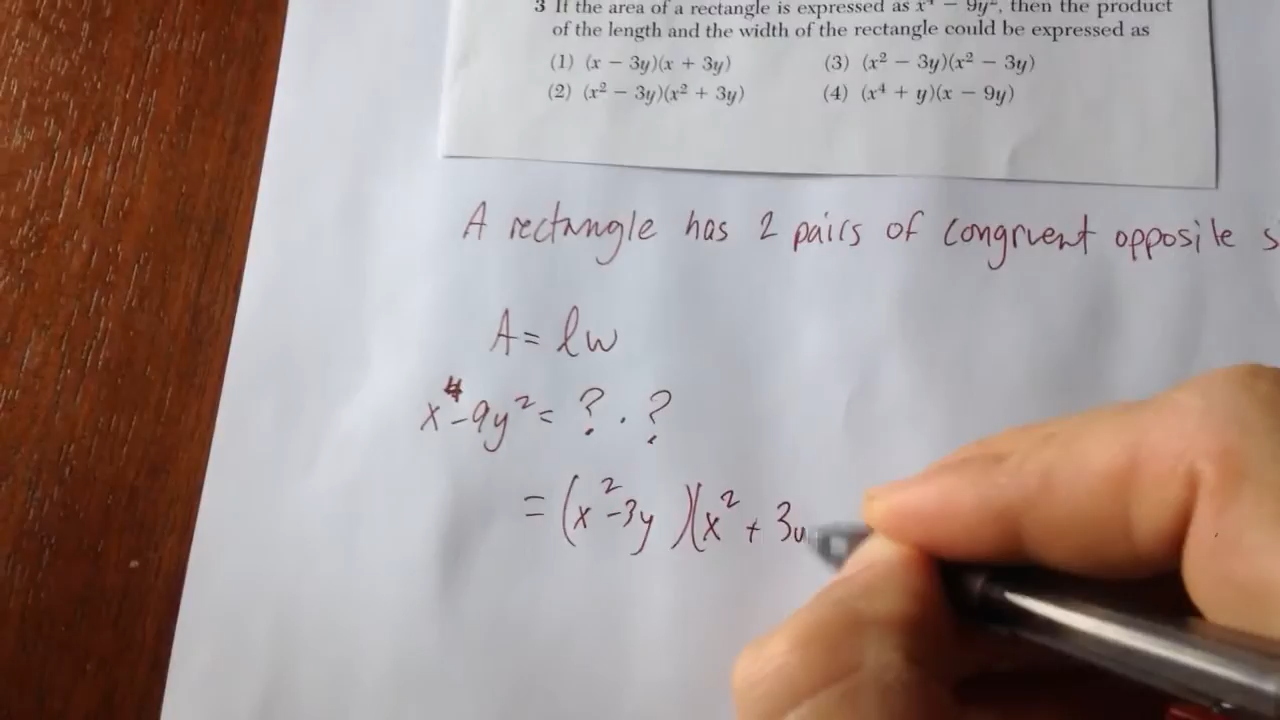 3 If the area of a rectangle is expressed as x⁴ − 9y², then the product
of the length and the width of the rectangle could be expressed as
(1) (x − 3y)(x + 3y) (3) (x² − 3y)(x² − 3y)
(2) (x² − 3y)(x² + 3y) (4) (x⁴ + y)(x − 9y)
A rectangle has 2 pairs of congruent opposite s
A = lw
x⁴-9y² = ? · ?
= (x²-3y)(x² + 3y